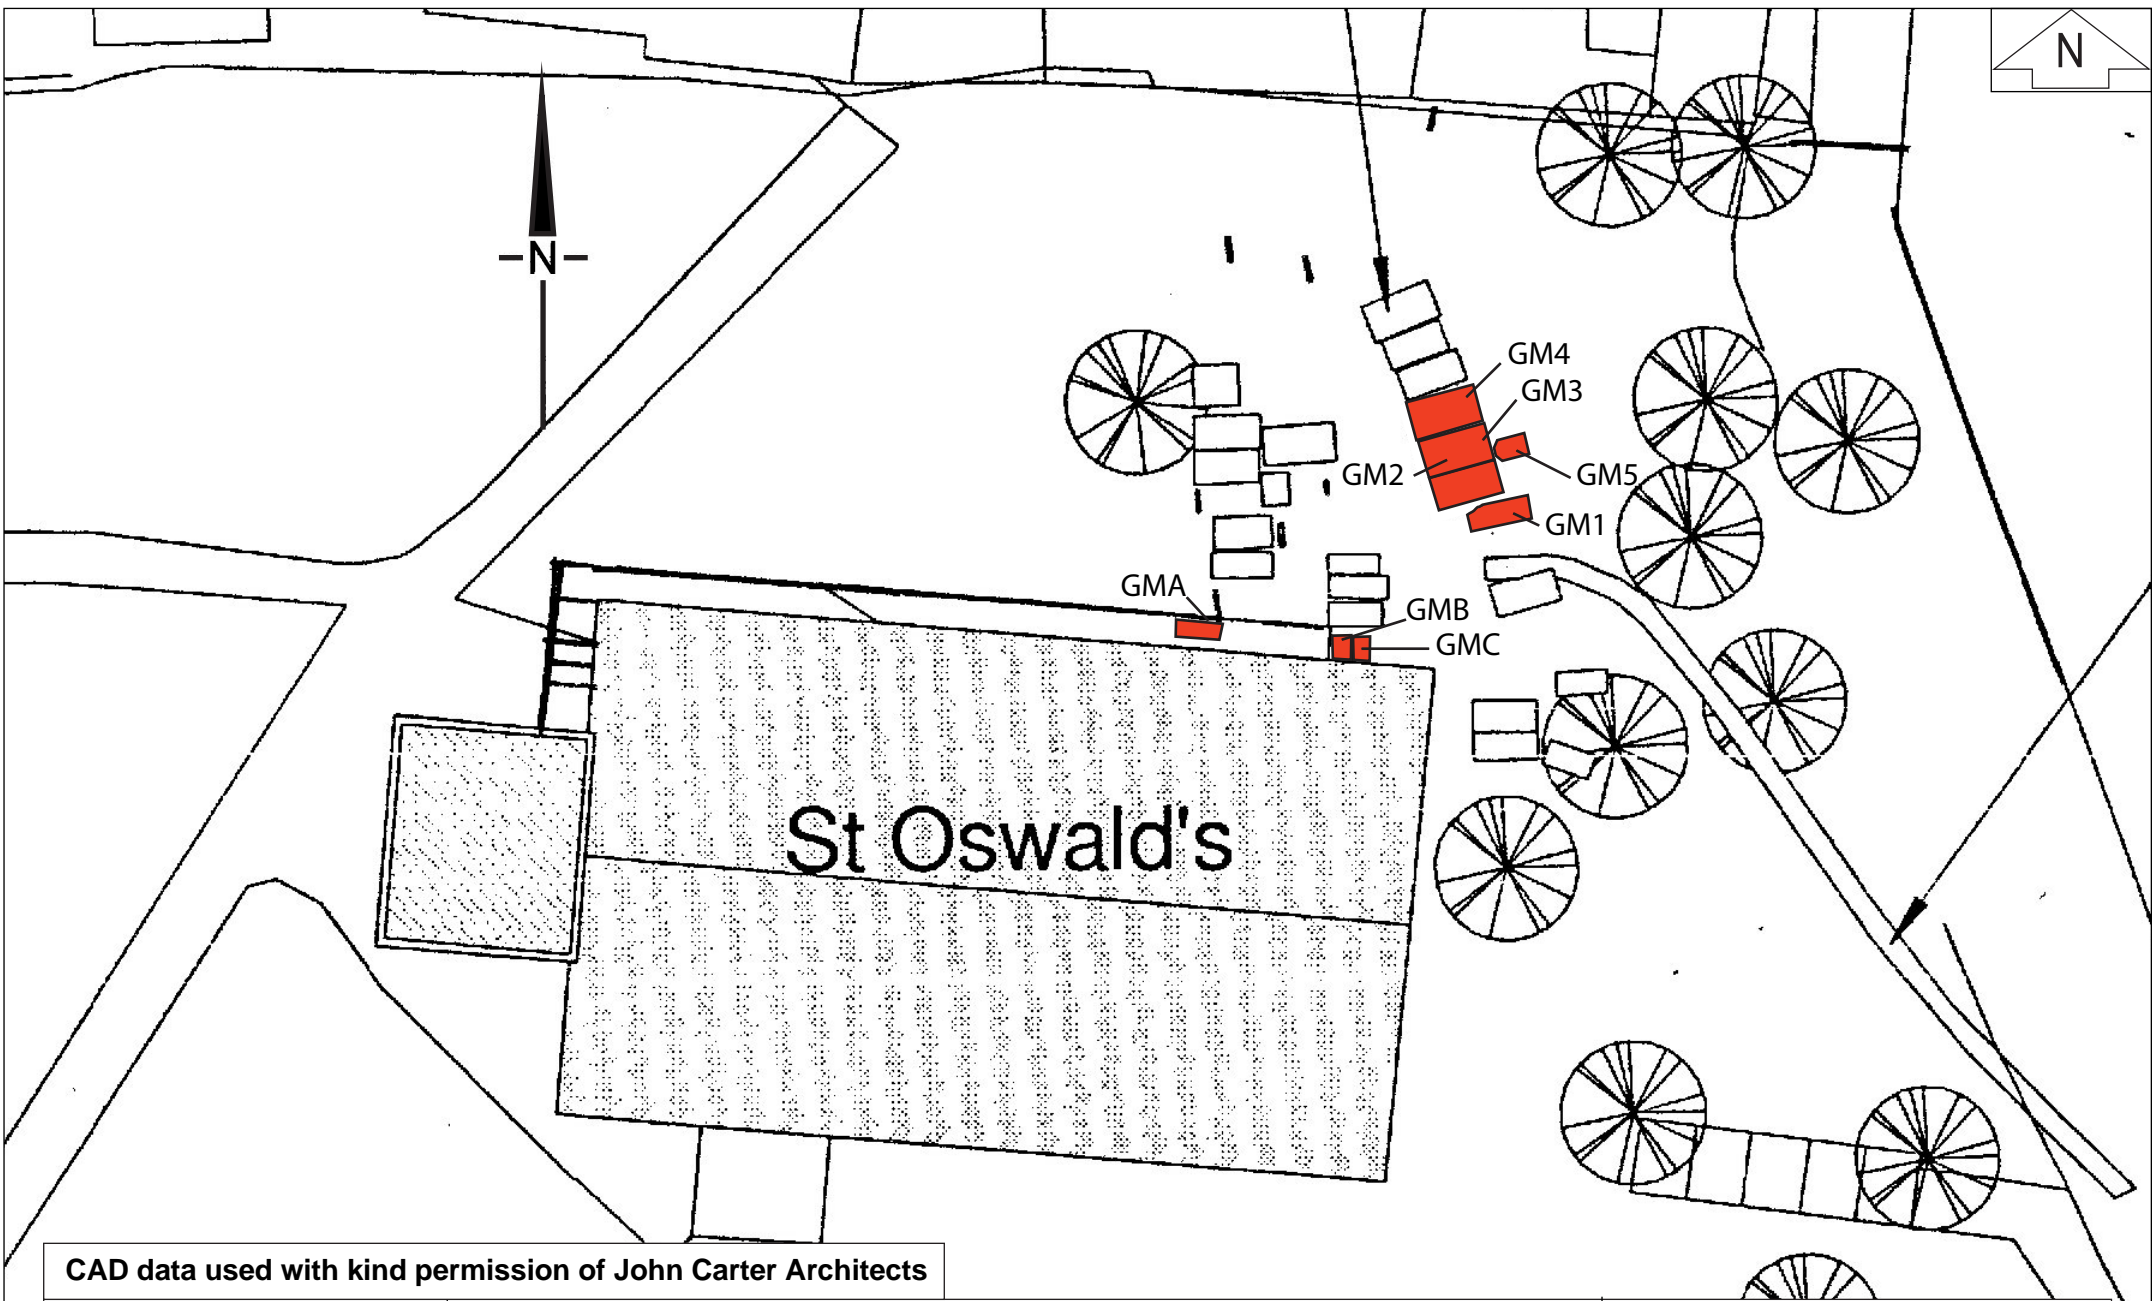 N
-N-
GM4
GM3
GM2
GM5
GM1
GMA
GMB
GMC
St Oswald's
CAD data used with kind permission of John Carter Architects